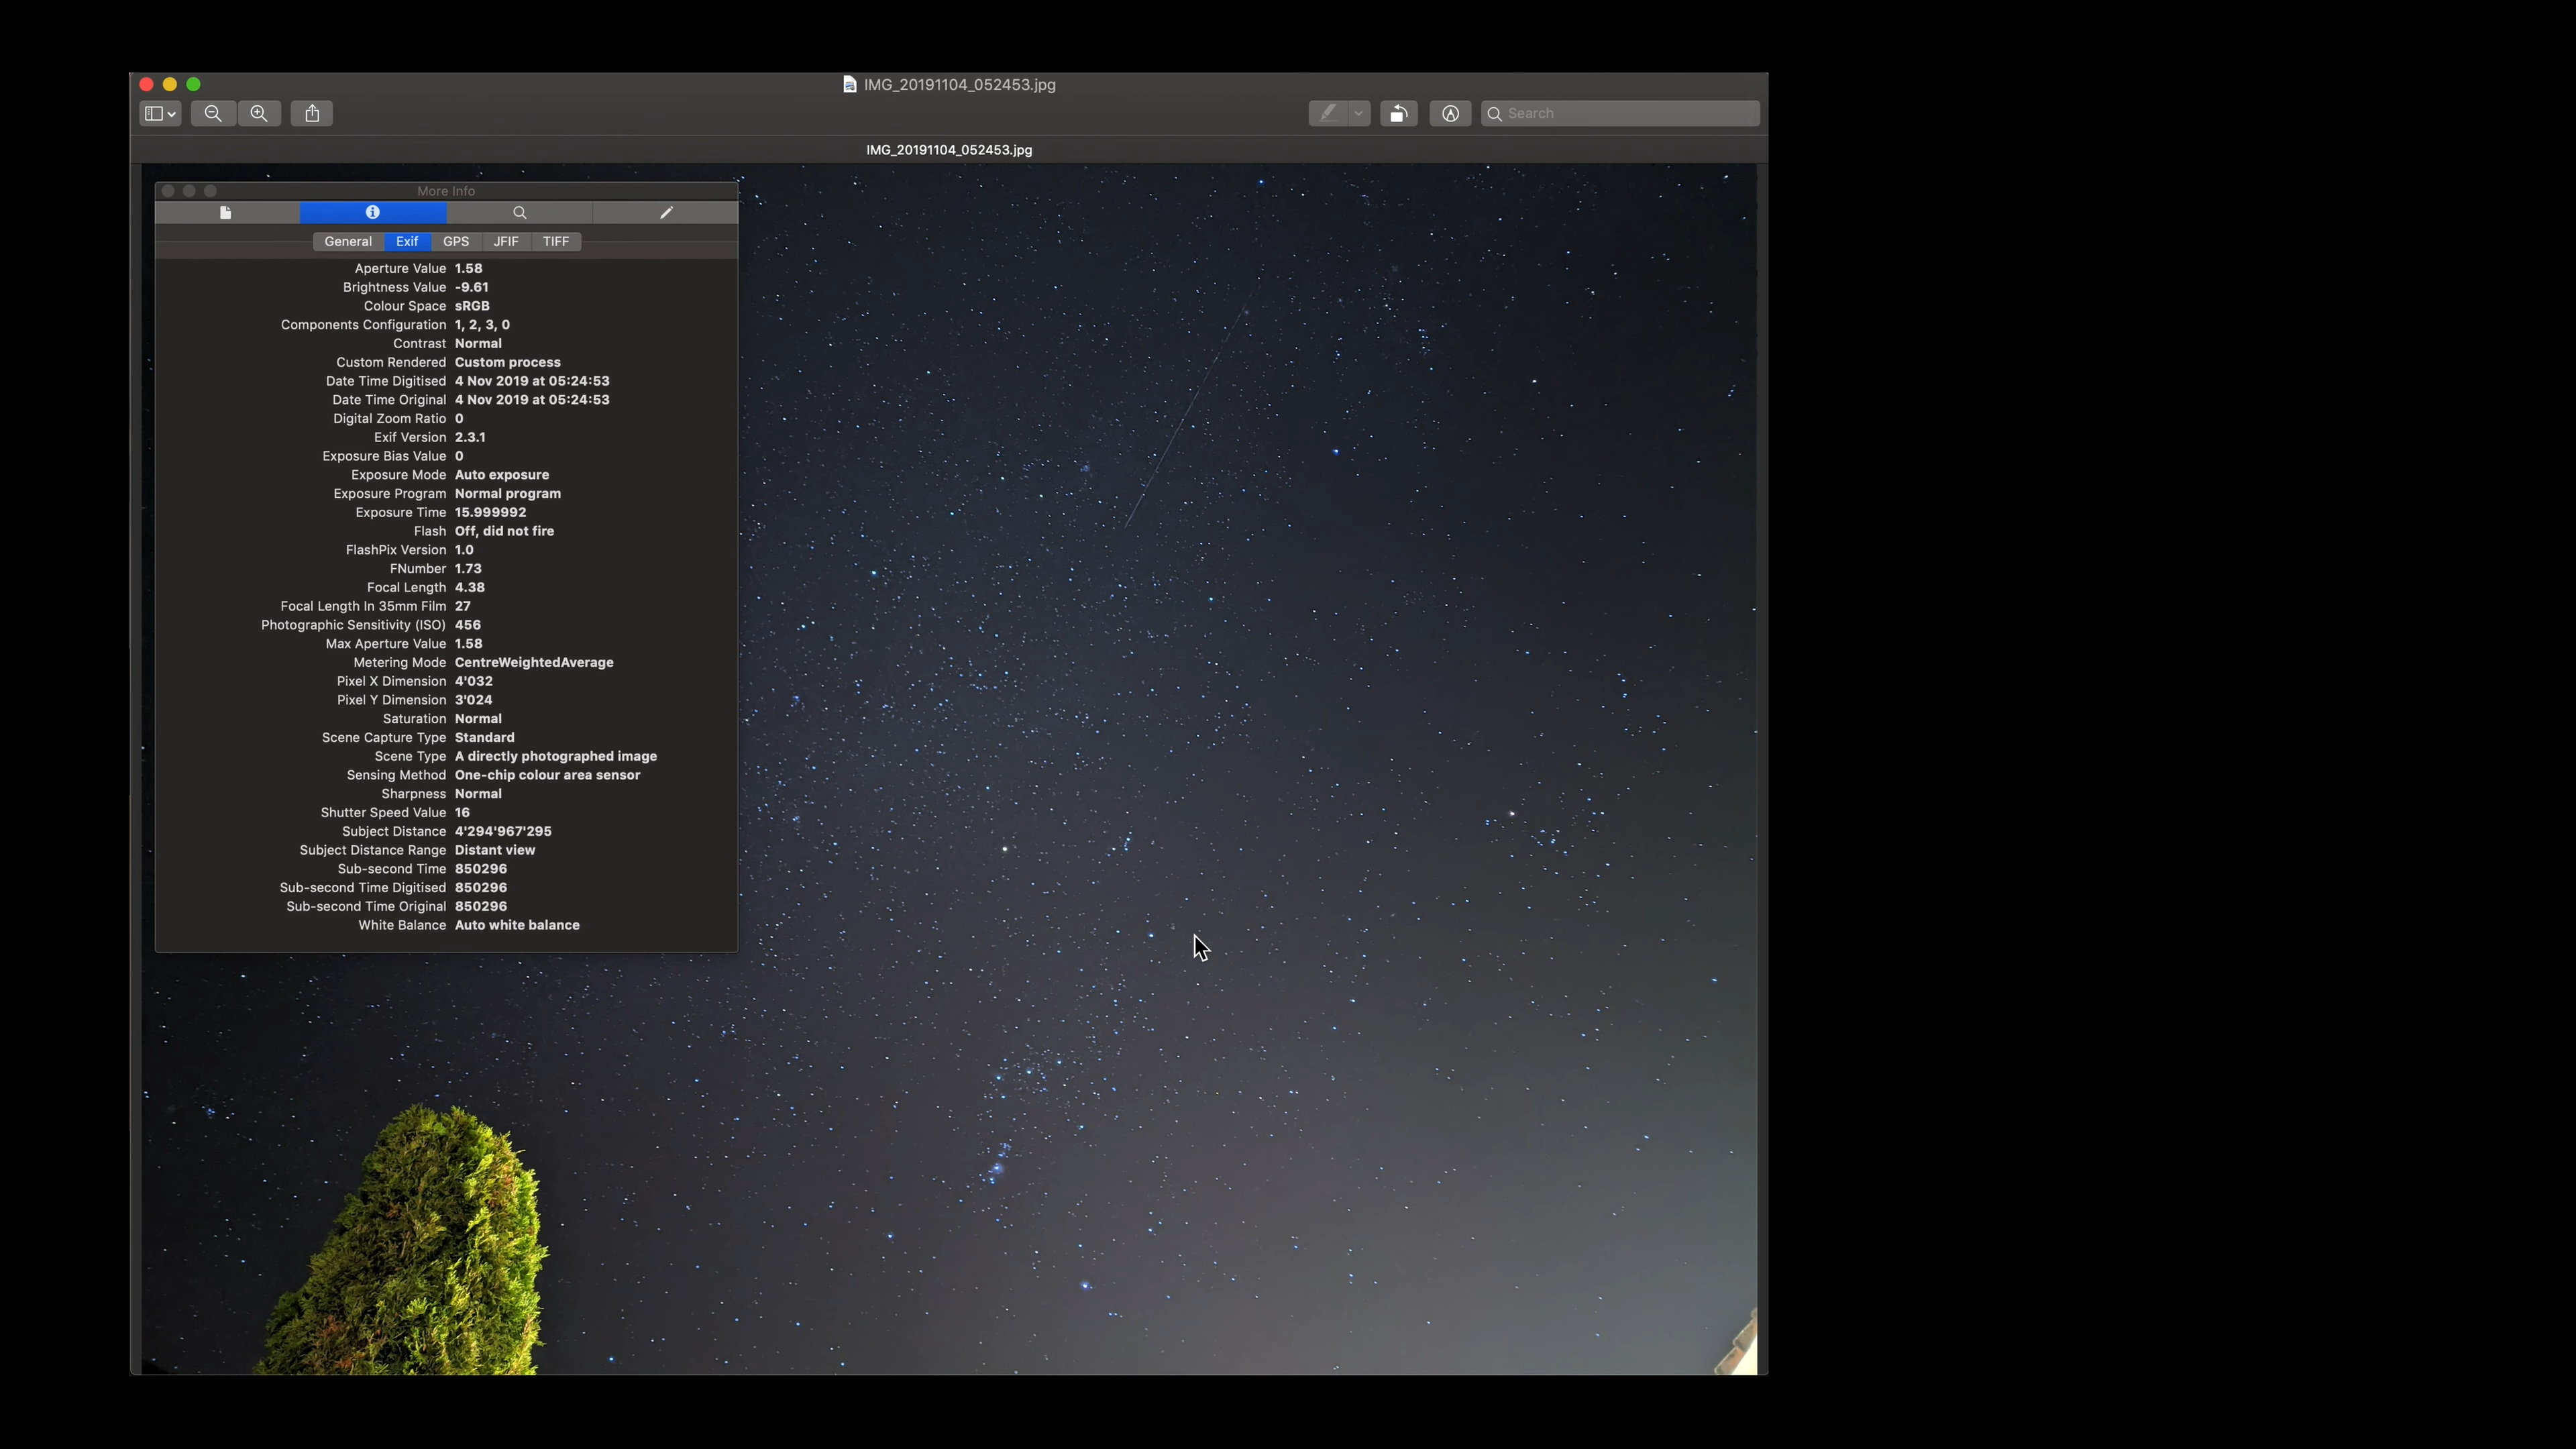 IMG_20191104_052453.jpg
Search
IMG_20191104_052453.jpg
More Info
General Exif GPS JFIF TIFF
Aperture Value 1.58
Brightness Value -9.61
Colour Space sRGB
Components Configuration 1, 2, 3, 0
Contrast Normal
Custom Rendered Custom process
Date Time Digitised 4 Nov 2019 at 05:24:53
Date Time Original 4 Nov 2019 at 05:24:53
Digital Zoom Ratio 0
Exif Version 2.3.1
Exposure Bias Value 0
Exposure Mode Auto exposure
Exposure Program Normal program
Exposure Time 15.999992
Flash Off, did not fire
FlashPix Version 1.0
FNumber 1.73
Focal Length 4.38
Focal Length In 35mm Film 27
Photographic Sensitivity (ISO) 456
Max Aperture Value 1.58
Metering Mode CentreWeightedAverage
Pixel X Dimension 4'032
Pixel Y Dimension 3'024
Saturation Normal
Scene Capture Type Standard
Scene Type A directly photographed image
Sensing Method One-chip colour area sensor
Sharpness Normal
Shutter Speed Value 16
Subject Distance 4'294'967'295
Subject Distance Range Distant view
Sub-second Time 850296
Sub-second Time Digitised 850296
Sub-second Time Original 850296
White Balance Auto white balance